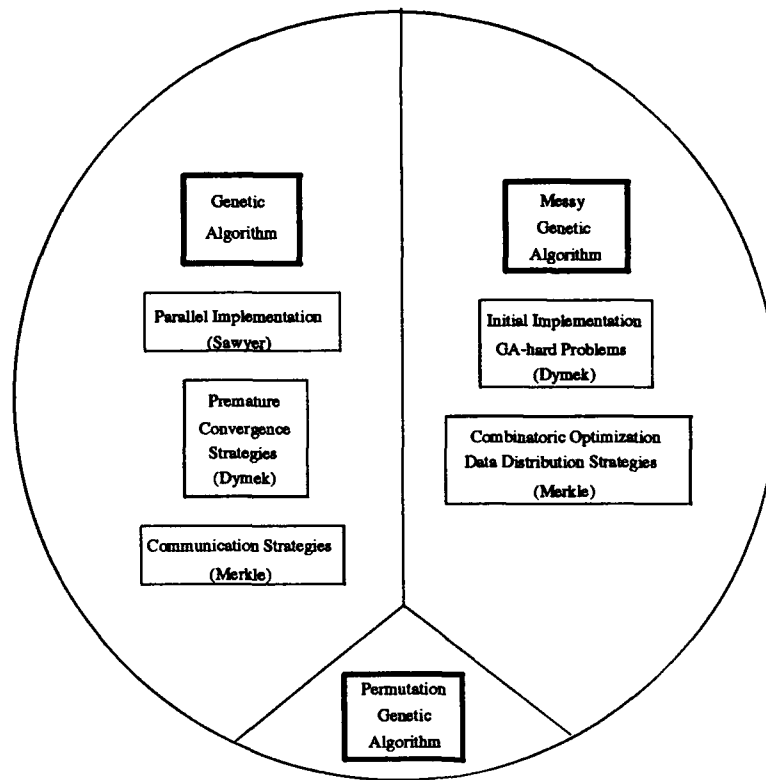 Genetic
Algorithm
Parallel Implementation
(Sawyer)
Premature
Convergence
Strategies
(Dymek)
Communication Strategies
(Merkle)
Messy
Genetic
Algorithm
Initial Implementation
GA-hard Problems
(Dymek)
Combinatoric Optimization
Data Distribution Strategies
(Merkle)
Permutation
Genetic
Algorithm